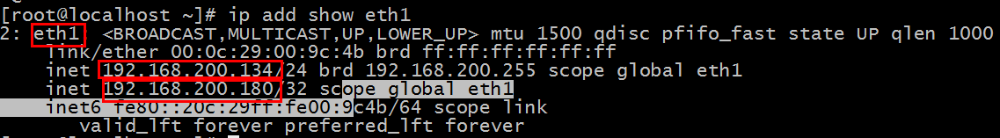 [root@localhost ~]# ip add show eth1
2: eth1: <BROADCAST,MULTICAST,UP,LOWER_UP> mtu 1500 qdisc pfifo_fast state UP qlen 1000
link/ether 00:0c:29:00:9c:4b brd ff:ff:ff:ff:ff:ff
inet 192.168.200.134/24 brd 192.168.200.255 scope global eth1
inet 192.168.200.180/32 scope global eth1
inet6 fe80::20c:29ff:fe00:9c4b/64 scope link
valid_lft forever preferred_lft forever